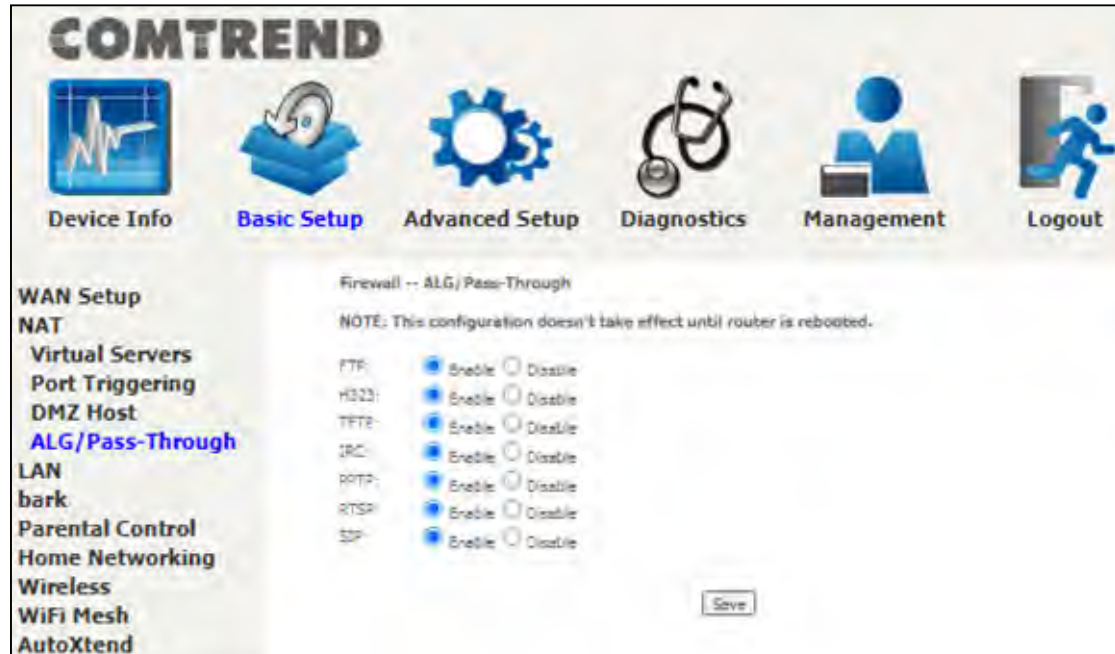 COMTREND
Device Info
Basic Setup
Advanced Setup
Diagnostics
Management
Logout
WAN Setup
NAT
Virtual Servers
Port Triggering
DMZ Host
ALG/Pass-Through
LAN
bark
Parental Control
Home Networking
Wireless
WiFi Mesh
AutoXtend
Firewall -- ALG/Pass-Through
NOTE: This configuration doesn't take effect until router is rebooted.
FTP: Enable Disable
H323: Enable Disable
TFTP: Enable Disable
IRC: Enable Disable
PPTP: Enable Disable
RTSP: Enable Disable
SIP: Enable Disable
Save